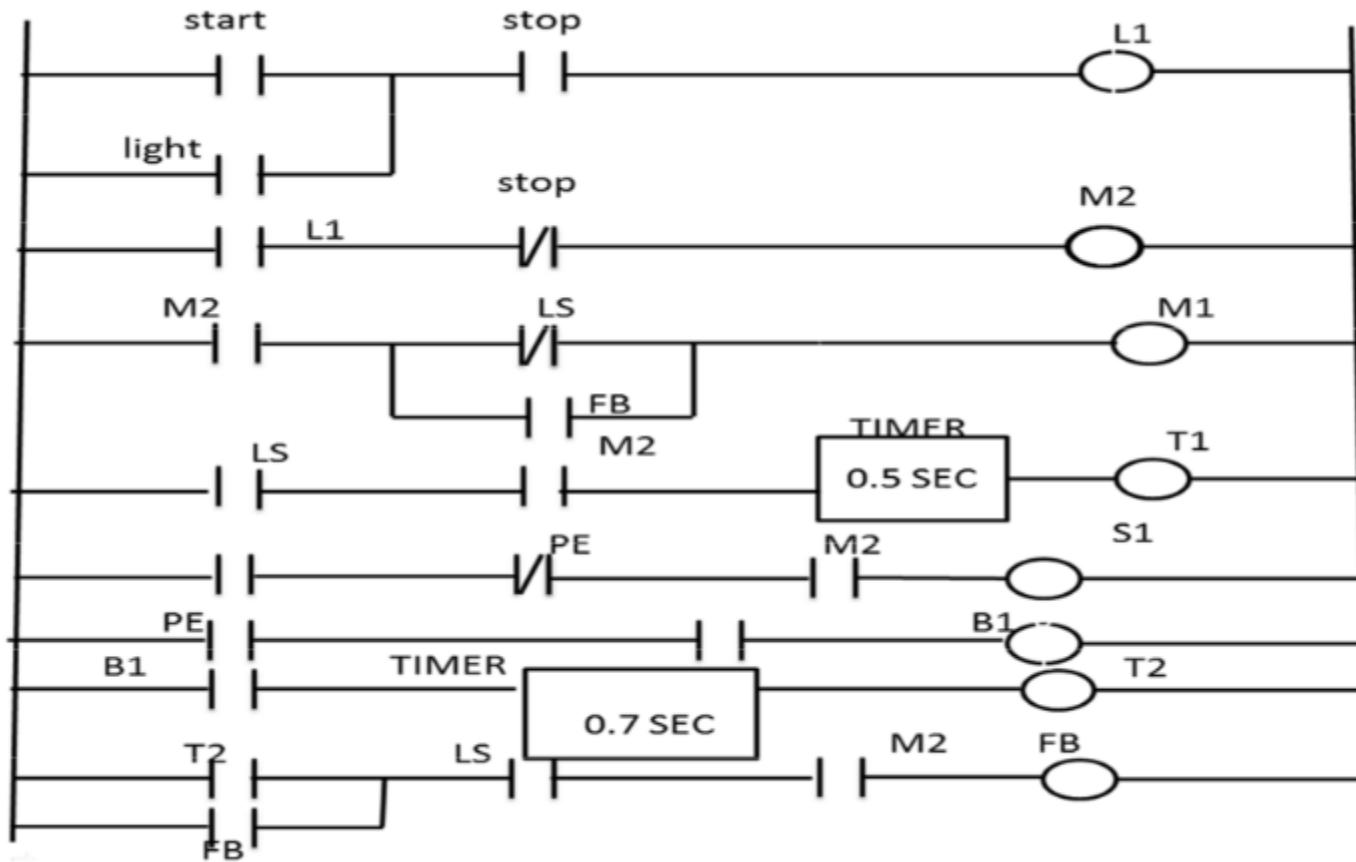 start stop L1
light
stop
L1 M2
M2 LS M1
FB
TIMER
LS M2 T1
0.5 SEC
PE M2 S1
PE B1
B1 TIMER T2
0.7 SEC
T2 LS M2 FB
FB